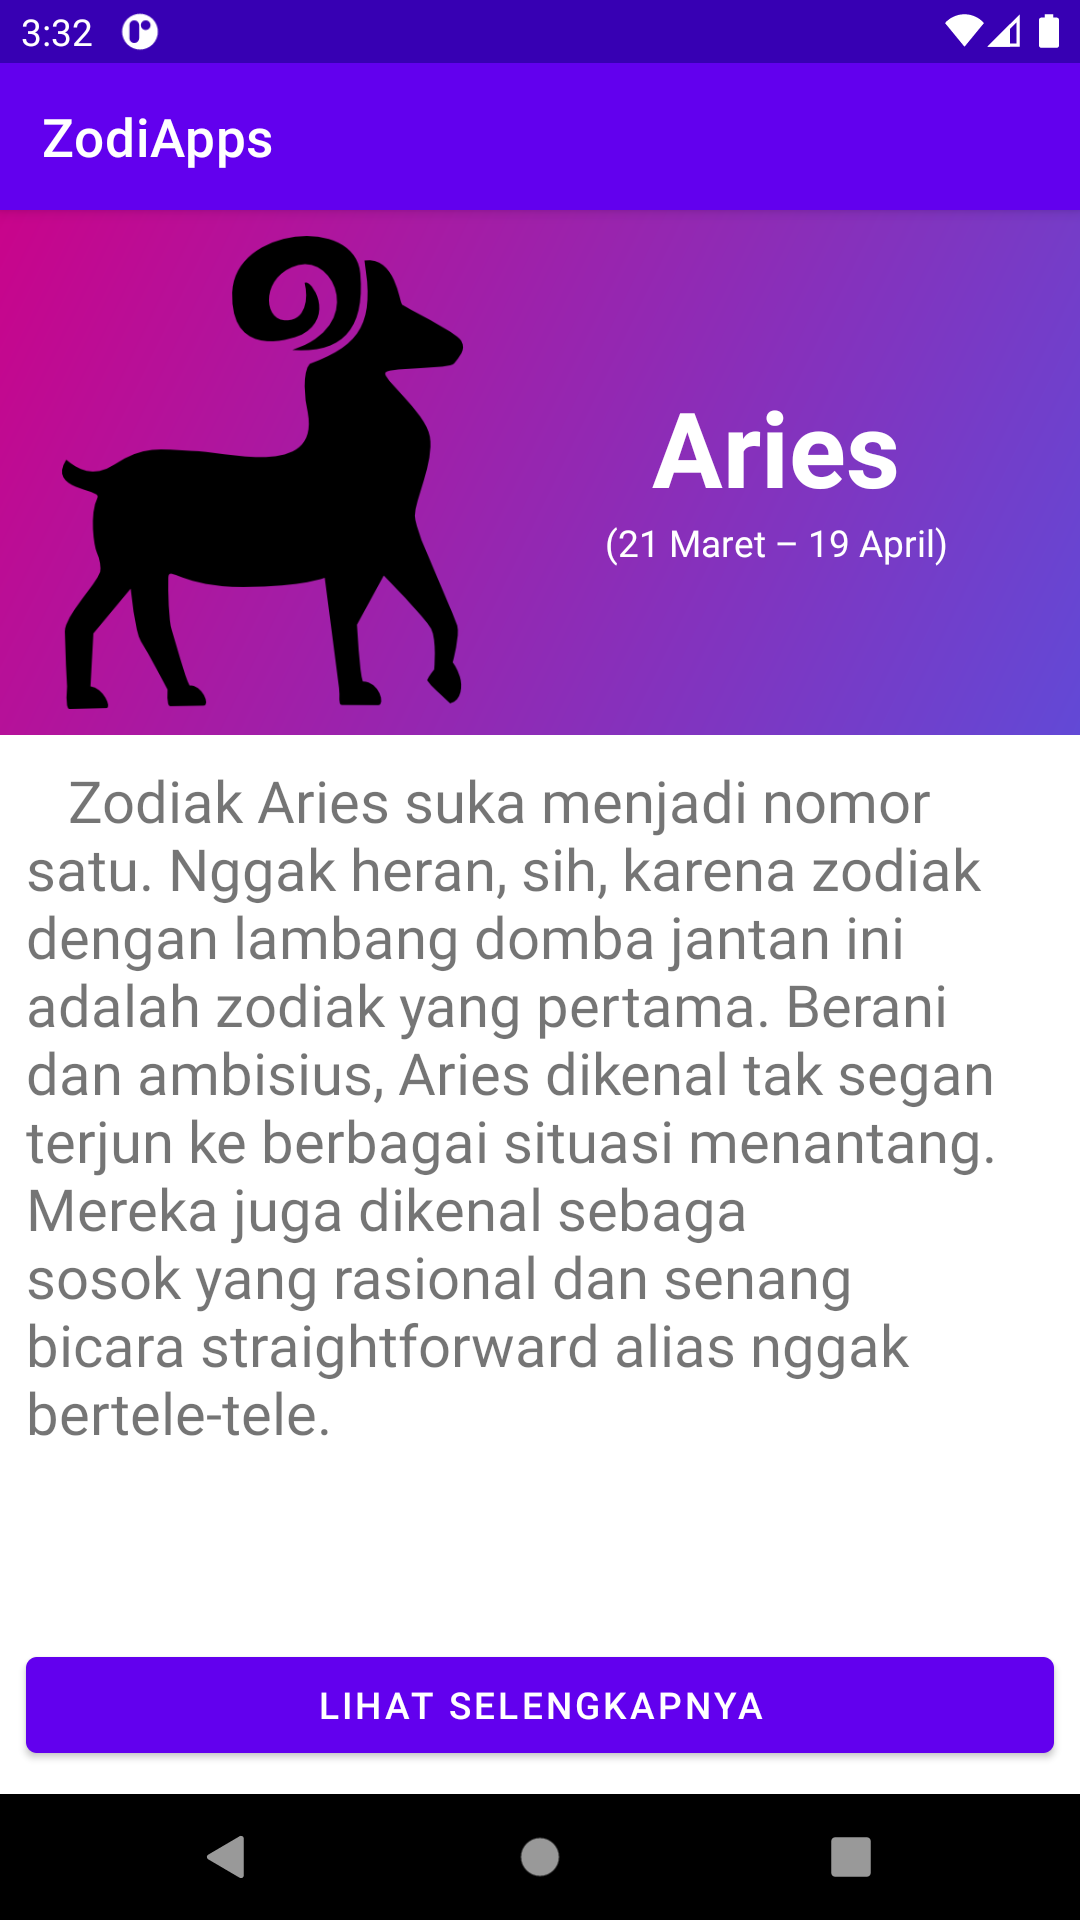 3:32
ZodiApps
Aries
(21 Maret – 19 April)
Zodiak Aries suka menjadi nomor
satu. Nggak heran, sih, karena zodiak
dengan lambang domba jantan ini
adalah zodiak yang pertama. Berani
dan ambisius, Aries dikenal tak segan
terjun ke berbagai situasi menantang.
Mereka juga dikenal sebaga
sosok yang rasional dan senang
bicara straightforward alias nggak
bertele-tele.
LIHAT SELENGKAPNYA